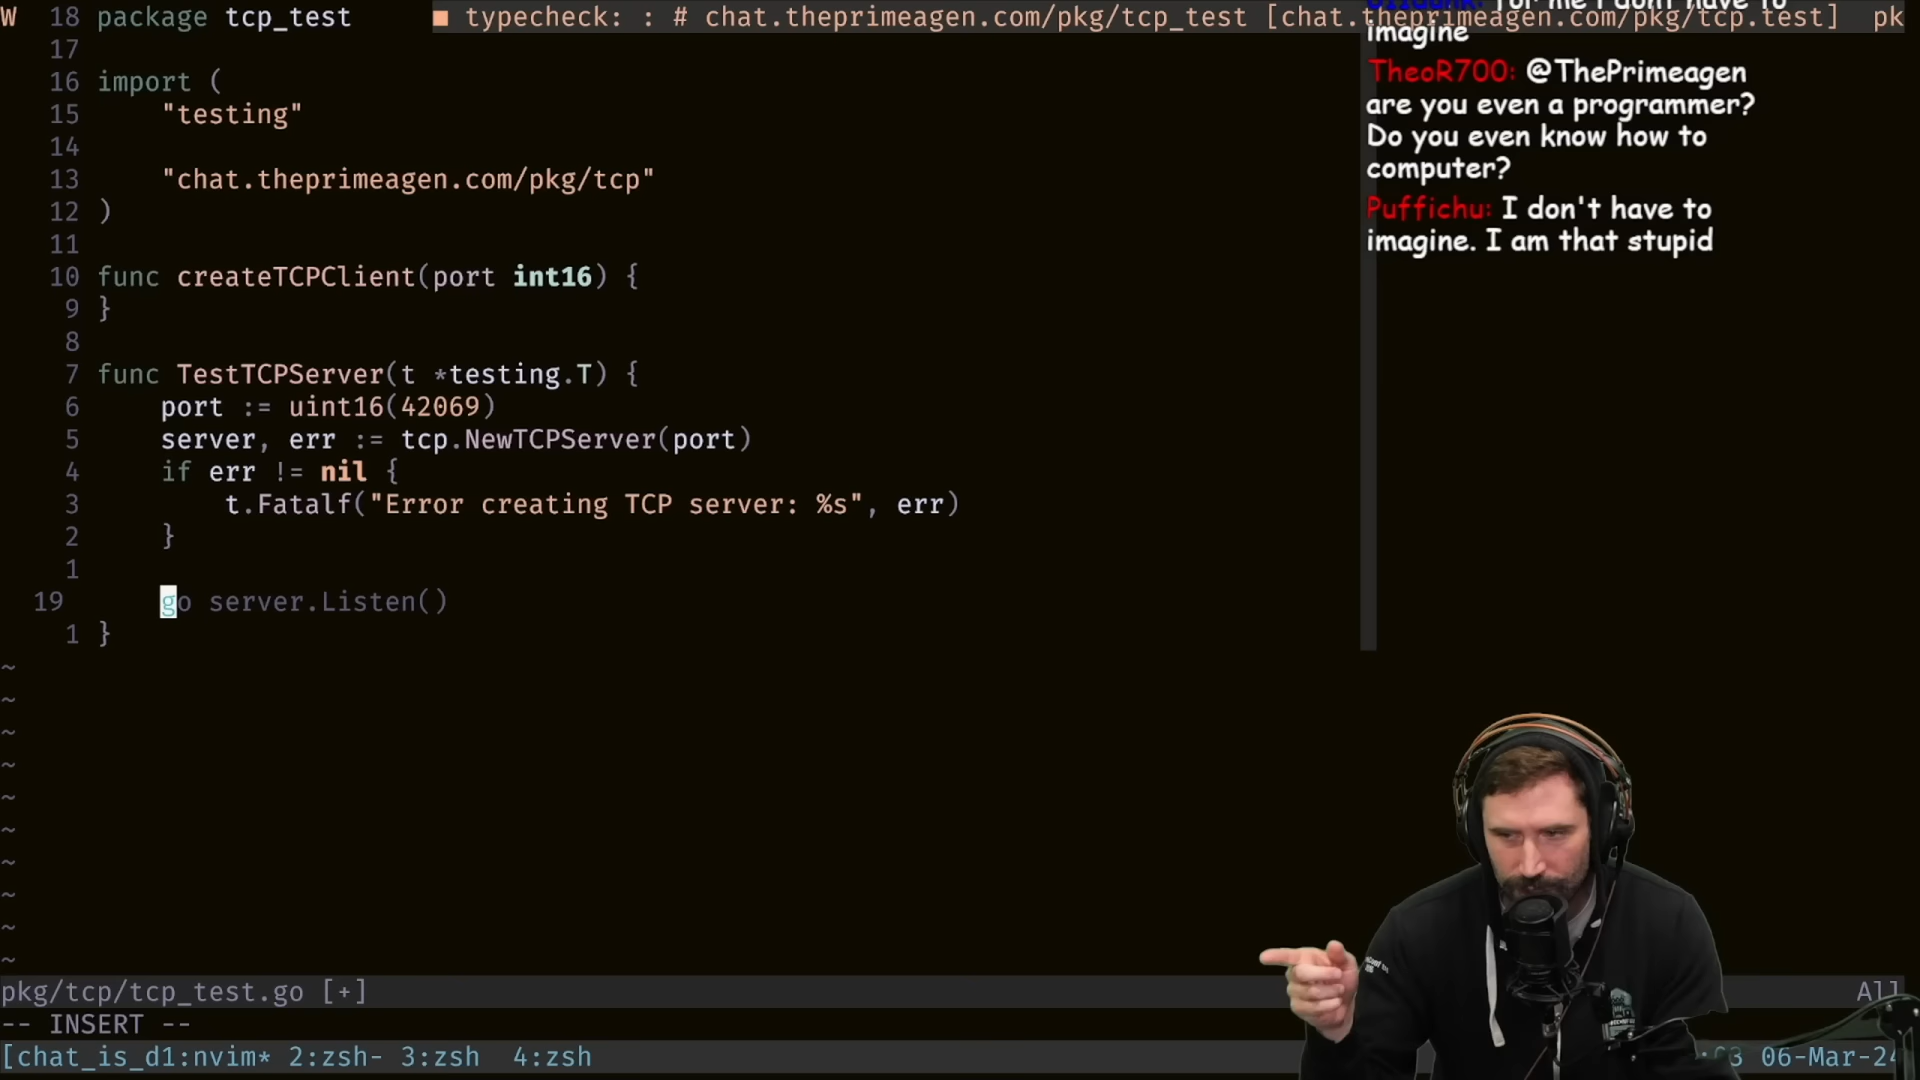 W 18 package tcp_test ■ typecheck: : # chat.theprimeagen.com/pkg/tcp_test [chat.theprimeagen.com/pkg/tcp.test] pk
17
16 import (
15 "testing"
14
13 "chat.theprimeagen.com/pkg/tcp"
12 )
11
10 func createTCPClient(port int16) {
9 }
8
7 func TestTCPServer(t *testing.T) {
6 port := uint16(42069)
5 server, err := tcp.NewTCPServer(port)
4 if err != nil {
3 t.Fatalf("Error creating TCP server: %s", err)
2 }
1
19 go server.Listen()
1 }
~
~
~
~
~
~
~
~
~
~
pkg/tcp/tcp_test.go [+] All
-- INSERT --
[chat_is_d1:nvim* 2:zsh- 3:zsh 4:zsh 06-Mar-24
for me I don't have to
imagine
TheoR700: @ThePrimeagen
are you even a programmer?
Do you even know how to
computer?
Puffichu: I don't have to
imagine. I am that stupid